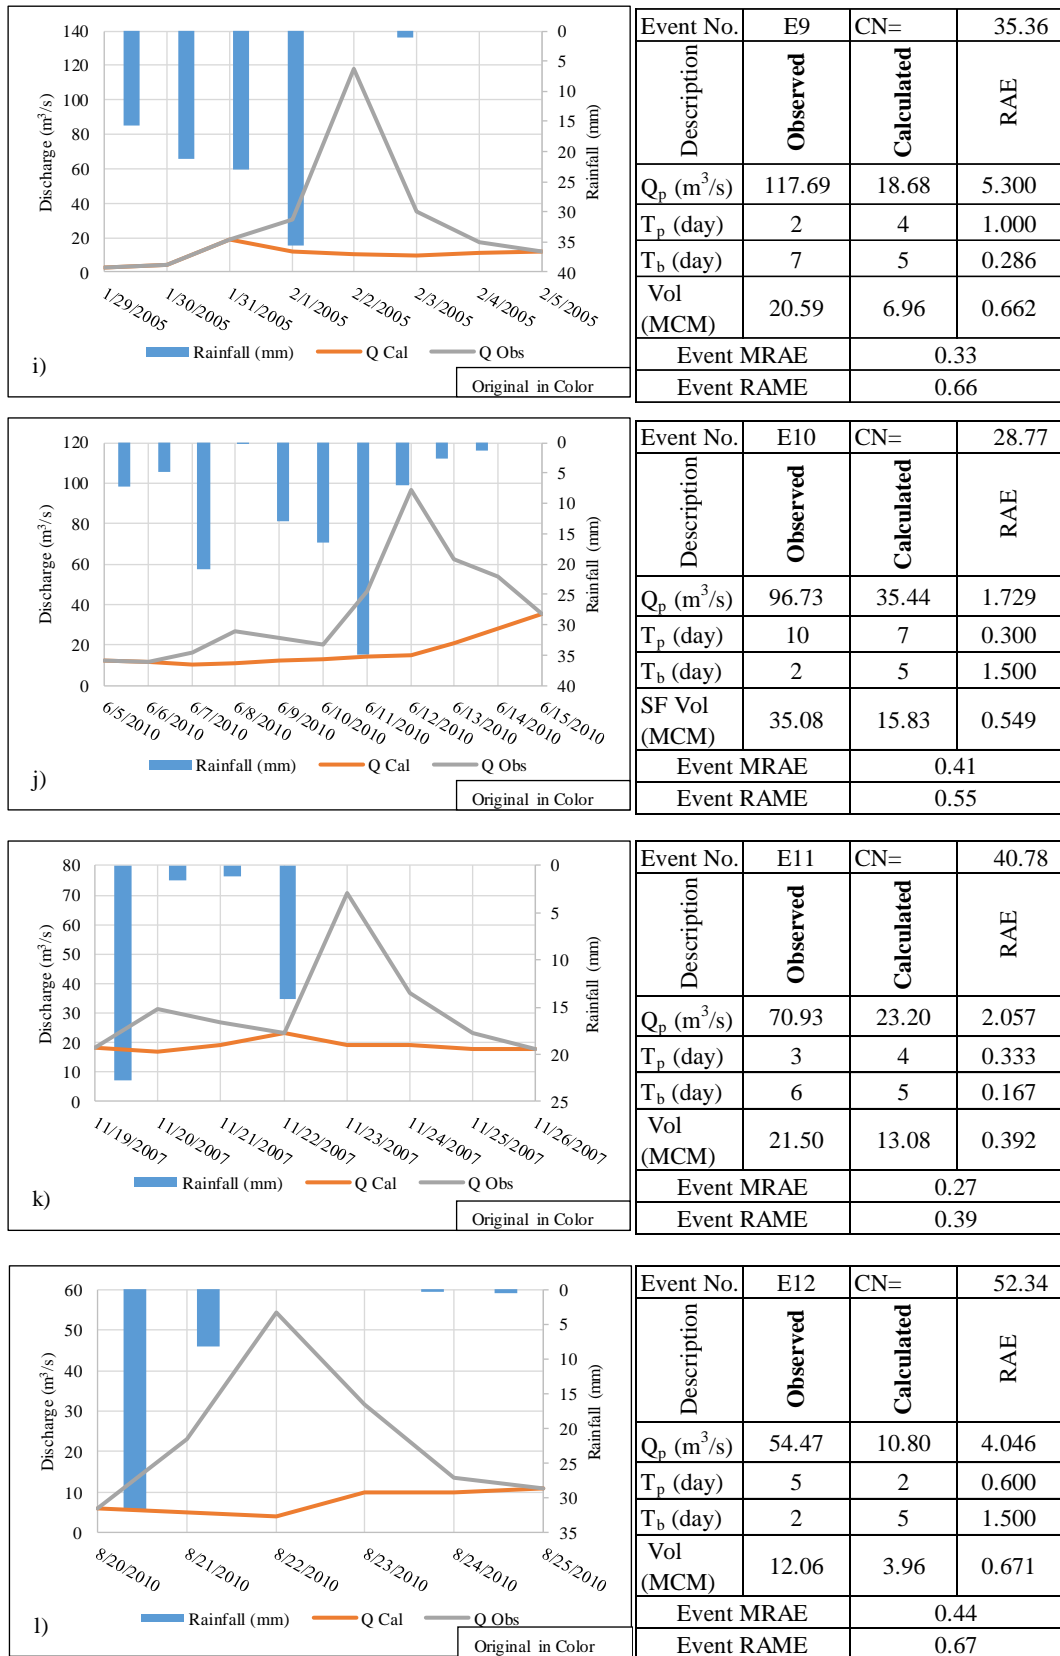 140
120
100
80
60
40
20
0
Discharge (m³/s)
0
5
10
15
20
25
30
35
40
Rainfall (mm)
1/29/2005
1/30/2005
1/31/2005
2/1/2005
2/2/2005
2/3/2005
2/4/2005
2/5/2005
Rainfall (mm) Q Cal Q Obs
i)
Original in Color
Event No. E9 CN= 35.36
Description Observed Calculated RAE
Qp (m³/s) 117.69 18.68 5.300
Tp (day) 2 4 1.000
Tb (day) 7 5 0.286
Vol
(MCM) 20.59 6.96 0.662
Event MRAE 0.33
Event RAME 0.66
120
100
80
60
40
20
0
Discharge (m³/s)
0
5
10
15
20
25
30
35
40
Rainfall (mm)
6/5/2010
6/6/2010
6/7/2010
6/8/2010
6/9/2010
6/10/2010
6/11/2010
6/12/2010
6/13/2010
6/14/2010
6/15/2010
Rainfall (mm) Q Cal Q Obs
j)
Original in Color
Event No. E10 CN= 28.77
Description Observed Calculated RAE
Qp (m³/s) 96.73 35.44 1.729
Tp (day) 10 7 0.300
Tb (day) 2 5 1.500
SF Vol
(MCM) 35.08 15.83 0.549
Event MRAE 0.41
Event RAME 0.55
80
70
60
50
40
30
20
10
0
Discharge (m³/s)
0
5
10
15
20
25
Rainfall (mm)
11/19/2007
11/20/2007
11/21/2007
11/22/2007
11/23/2007
11/24/2007
11/25/2007
11/26/2007
Rainfall (mm) Q Cal Q Obs
k)
Original in Color
Event No. E11 CN= 40.78
Description Observed Calculated RAE
Qp (m³/s) 70.93 23.20 2.057
Tp (day) 3 4 0.333
Tb (day) 6 5 0.167
Vol
(MCM) 21.50 13.08 0.392
Event MRAE 0.27
Event RAME 0.39
60
50
40
30
20
10
0
Discharge (m³/s)
0
5
10
15
20
25
30
35
Rainfall (mm)
8/20/2010
8/21/2010
8/22/2010
8/23/2010
8/24/2010
8/25/2010
Rainfall (mm) Q Cal Q Obs
l)
Original in Color
Event No. E12 CN= 52.34
Description Observed Calculated RAE
Qp (m³/s) 54.47 10.80 4.046
Tp (day) 5 2 0.600
Tb (day) 2 5 1.500
Vol
(MCM) 12.06 3.96 0.671
Event MRAE 0.44
Event RAME 0.67